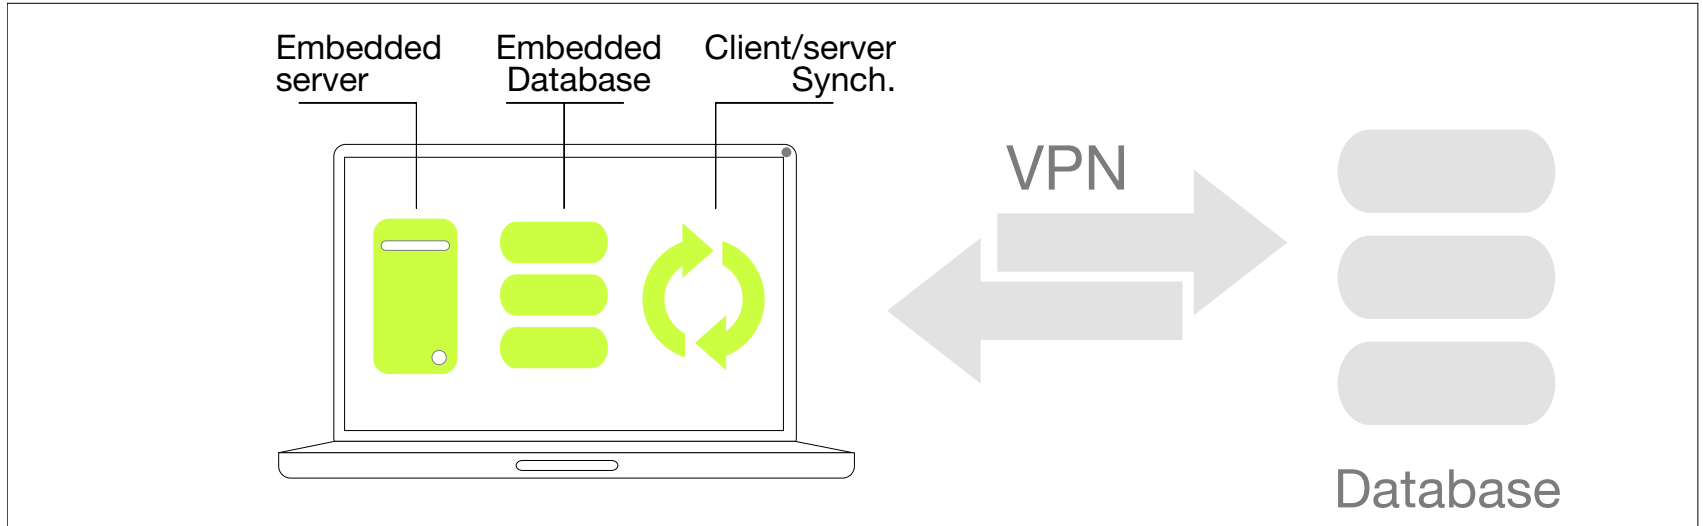 Embedded
server
Embedded
Database
Client/server
Synch.
VPN
Database